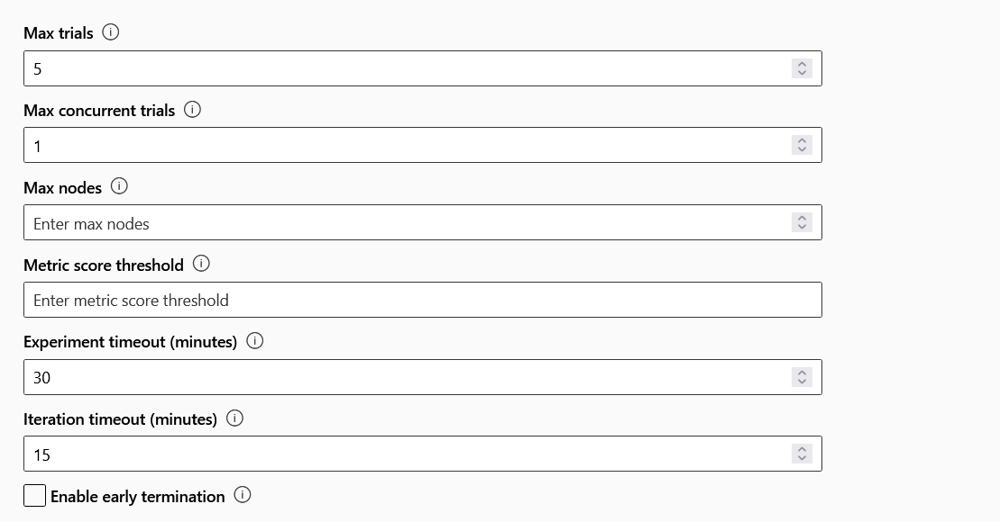 Max trials
5
Max concurrent trials
1
Max nodes
Enter max nodes
Metric score threshold
Enter metric score threshold
Experiment timeout (minutes)
30
Iteration timeout (minutes)
15
Enable early termination